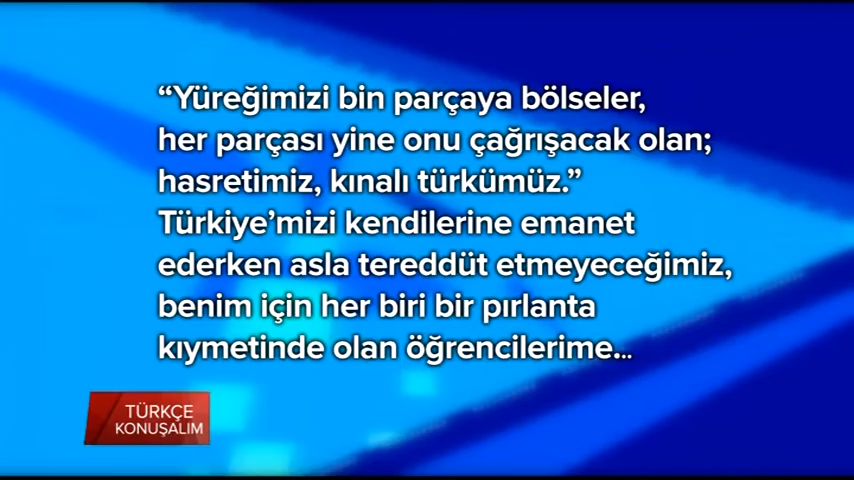 “Yüreğimizi bin parçaya bölseler,
her parçası yine onu çağrışacak olan;
hasretimiz, kınalı türkümüz.”
Türkiye’mizi kendilerine emanet
ederken asla tereddüt etmeyeceğimiz,
benim için her biri bir pırlanta
kıymetinde olan öğrencilerime...
TÜRKÇE
KONUŞALIM